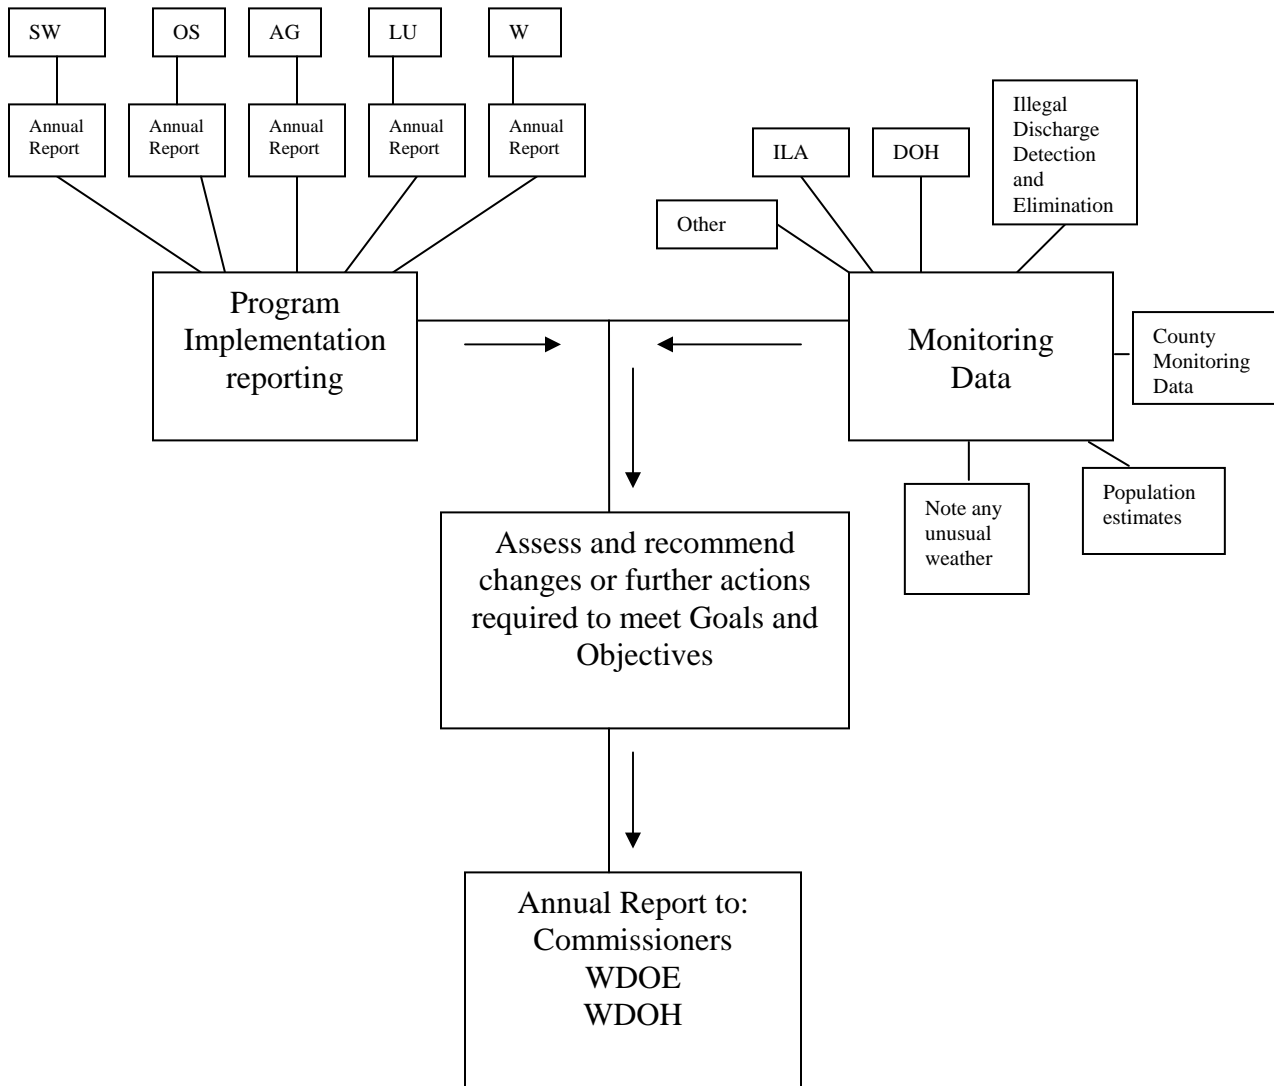 SW
OS
AG
LU
W
Annual
Report
Annual
Report
Annual
Report
Annual
Report
Annual
Report
Illegal
Discharge
Detection
and
Elimination
ILA
DOH
Other
Program
Implementation
reporting
Monitoring
Data
County
Monitoring
Data
Note any
unusual
weather
Population
estimates
Assess and recommend
changes or further actions
required to meet Goals and
Objectives
Annual Report to:
Commissioners
WDOE
WDOH